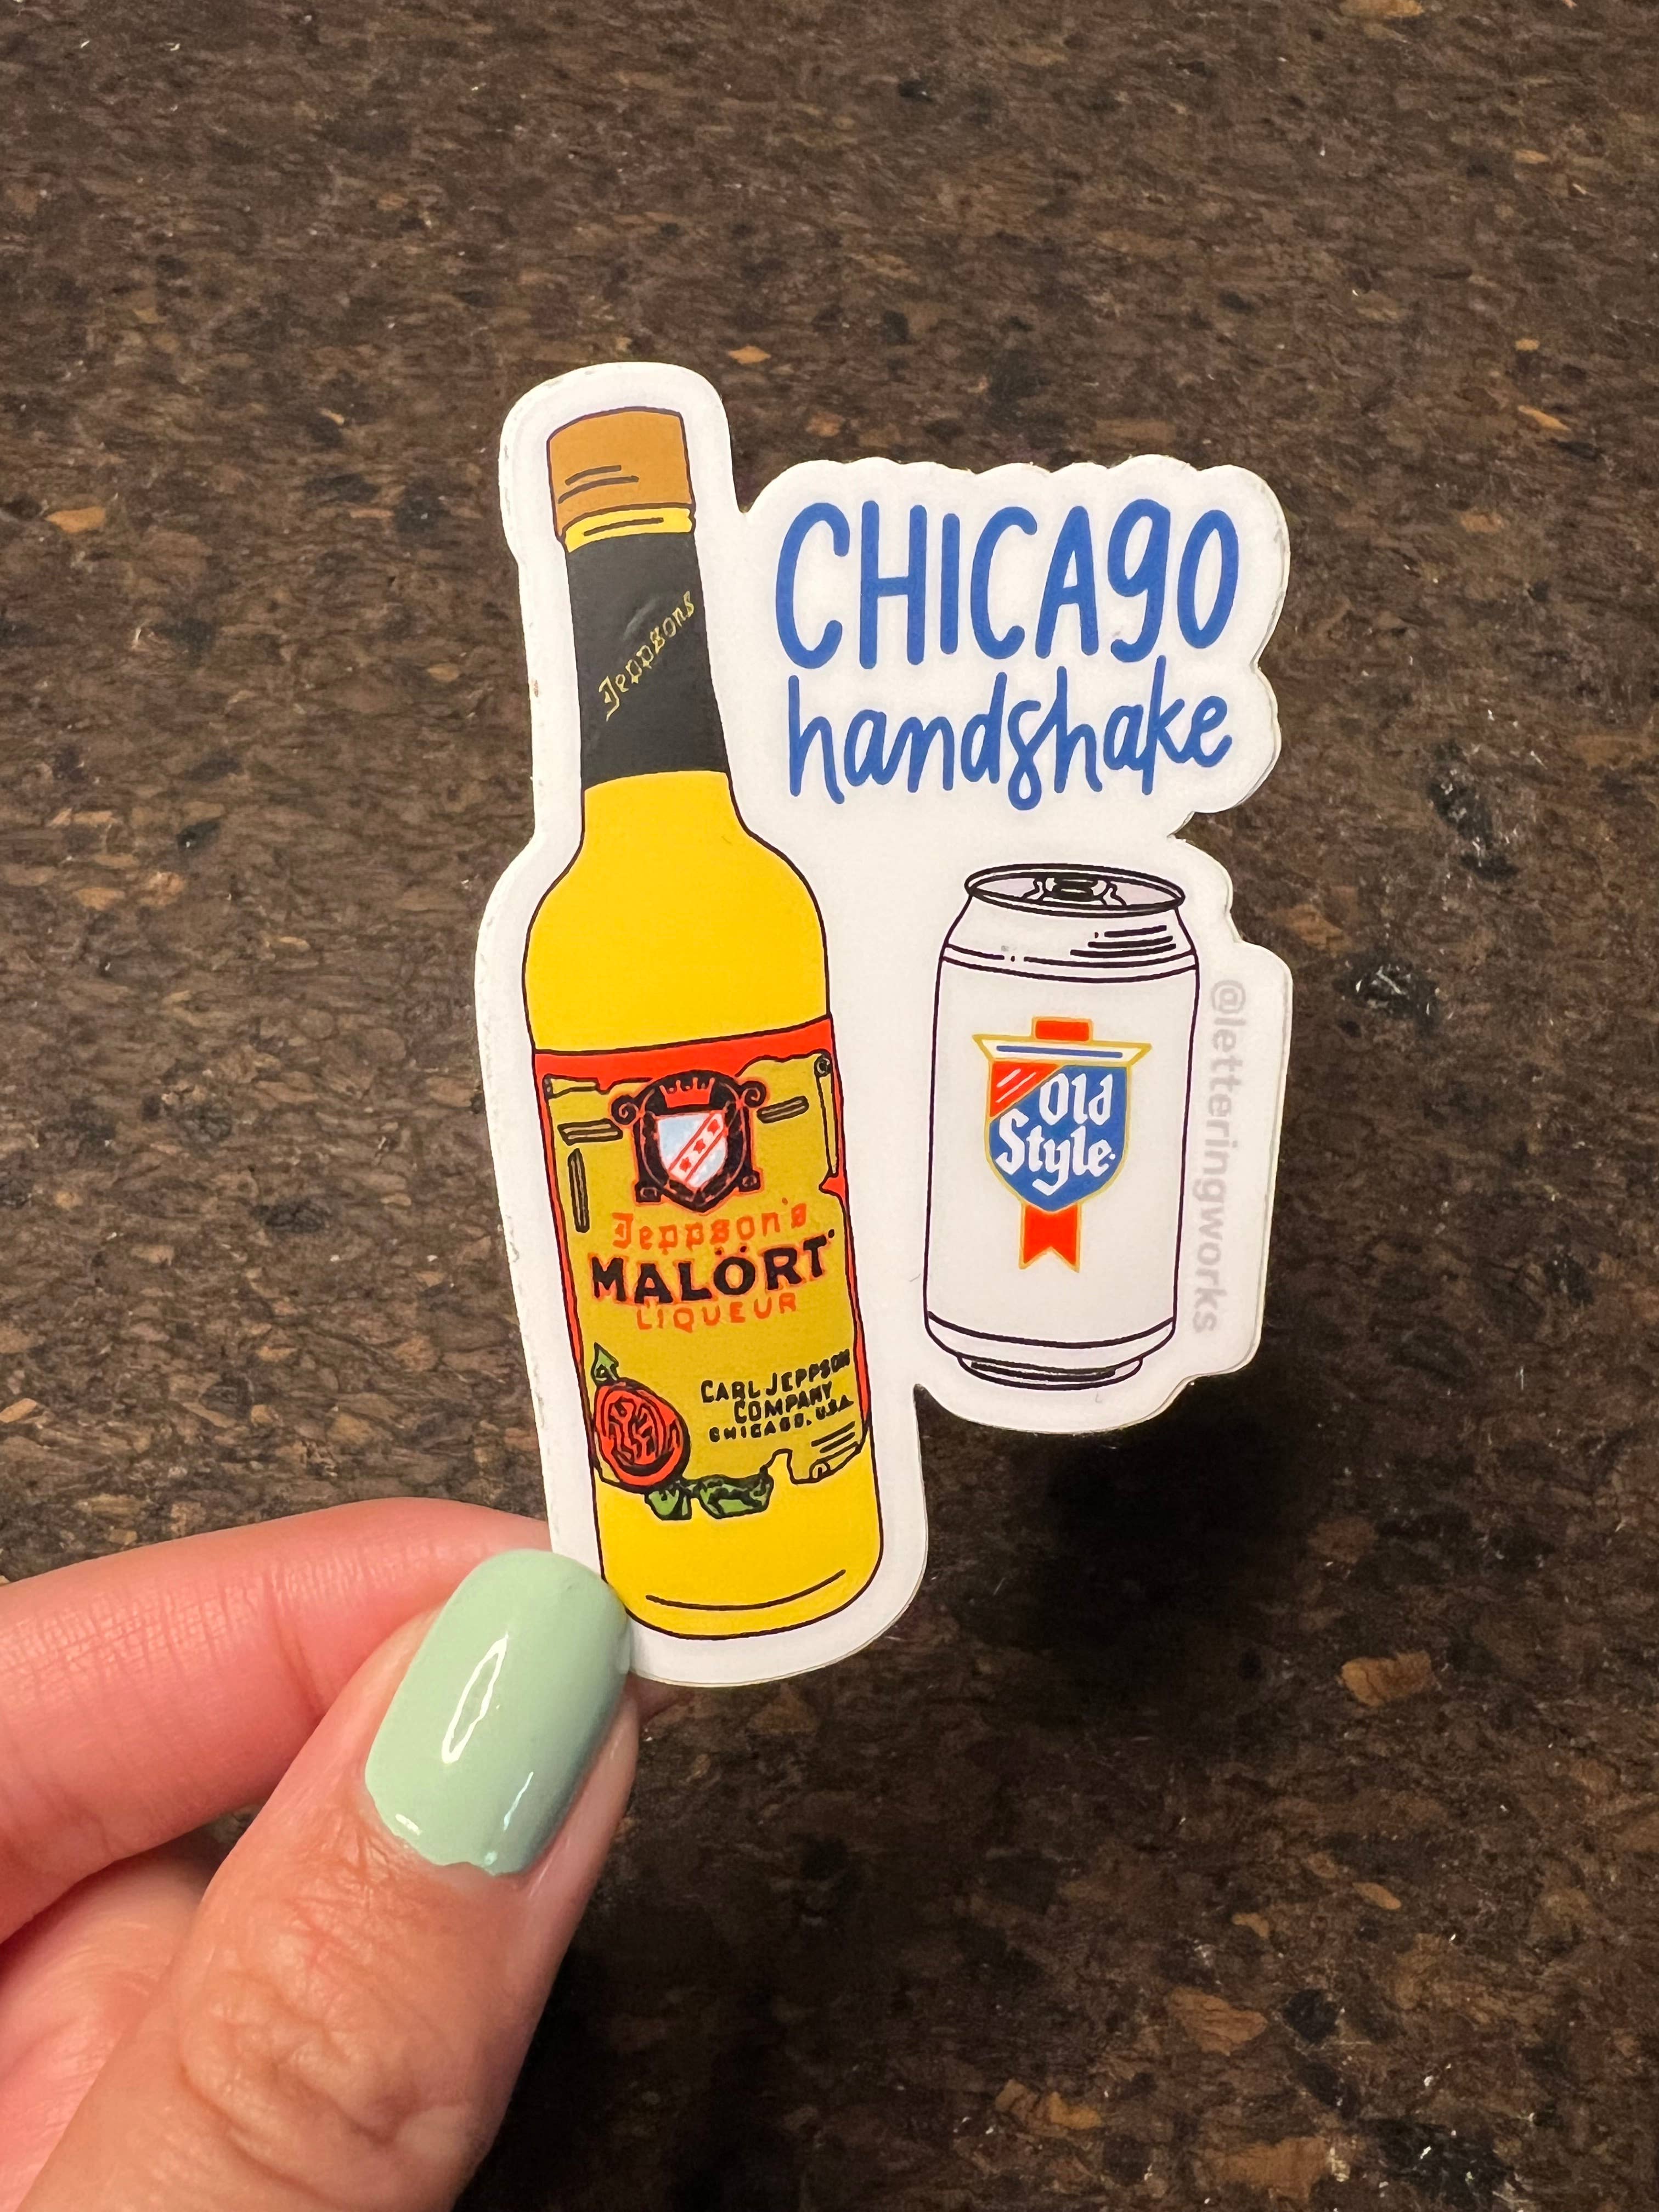 Jeppsons
CHICAgO
handshake
Old
Style
Jeppson's
MALÖRT
LIQUEUR
CARL JEPPSON
COMPANY
CHICAGO, U.S.A.
@letteringworks